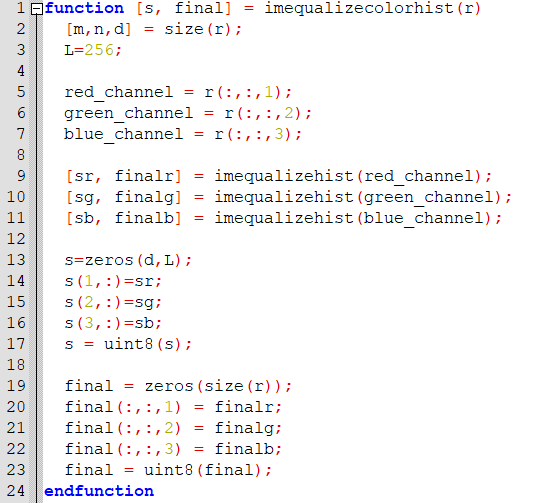 1 function [s, final] = imequalizecolorhist(r)
2 [m,n,d] = size(r);
3 L=256;
4
5 red_channel = r(:,:,1);
6 green_channel = r(:,:,2);
7 blue_channel = r(:,:,3);
8
9 [sr, finalr] = imequalizehist(red_channel);
10 [sg, finalg] = imequalizehist(green_channel);
11 [sb, finalb] = imequalizehist(blue_channel);
12
13 s=zeros(d,L);
14 s(1,:)=sr;
15 s(2,:)=sg;
16 s(3,:)=sb;
17 s = uint8(s);
18
19 final = zeros(size(r));
20 final(:,:,1) = finalr;
21 final(:,:,2) = finalg;
22 final(:,:,3) = finalb;
23 final = uint8(final);
24 endfunction